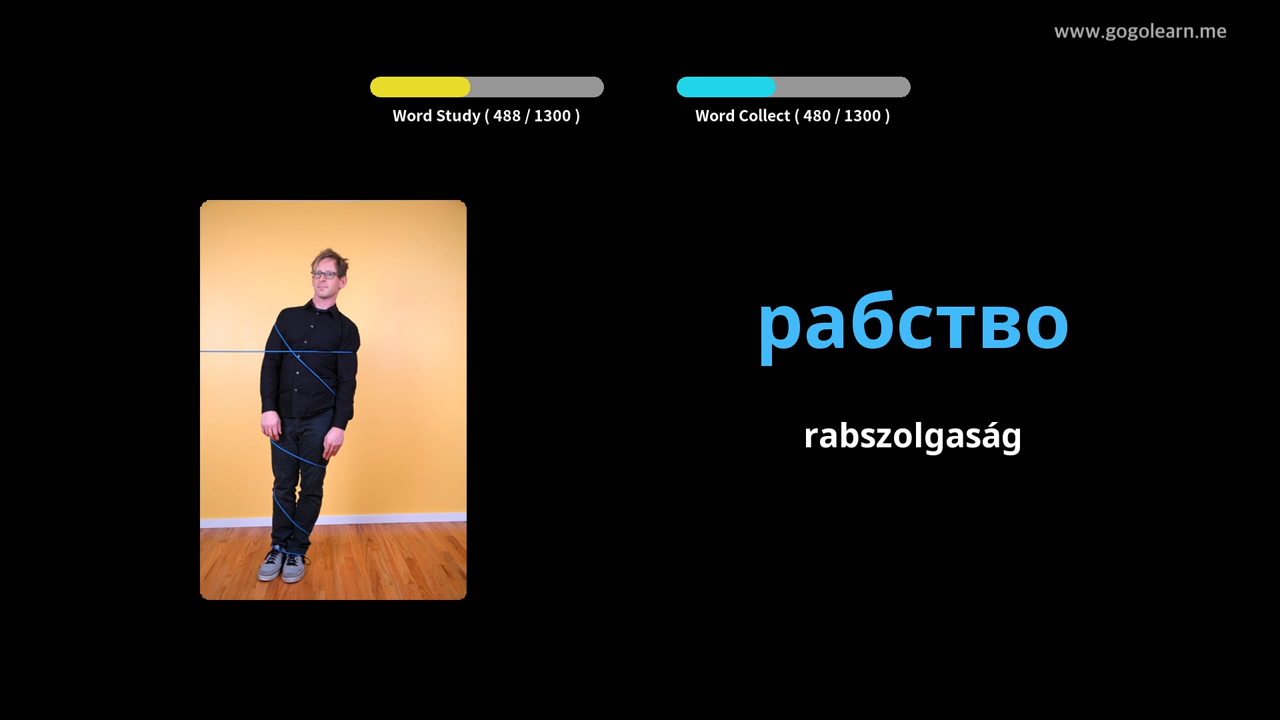 www.gogolearn.me
Word Study ( 488 / 1300 )
Word Collect ( 480 / 1300 )
рабство
rabszolgaság